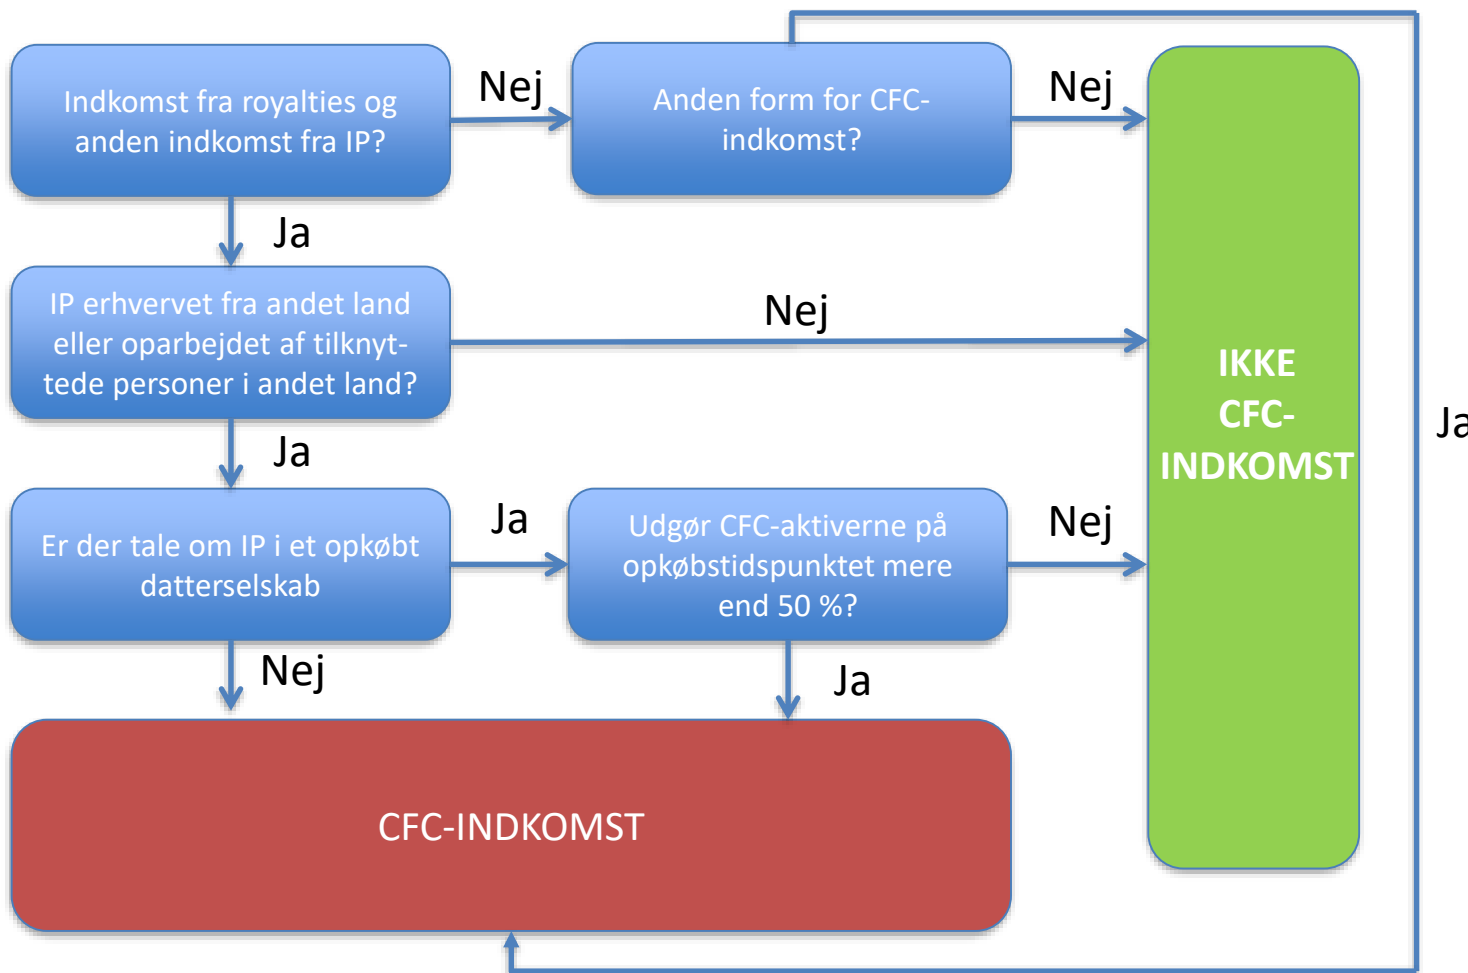 Indkomst fra royalties og
anden indkomst fra IP?
Nej
Anden form for CFC-
indkomst?
Nej
Ja
IP erhvervet fra andet land
eller oparbejdet af tilknyt-
tede personer i andet land?
Nej
IKKE
CFC-
INDKOMST
Ja
Ja
Er der tale om IP i et opkøbt
datterselskab
Ja
Udgør CFC-aktiverne på
opkøbstidspunktet mere
end 50 %?
Nej
Nej
Ja
CFC-INDKOMST